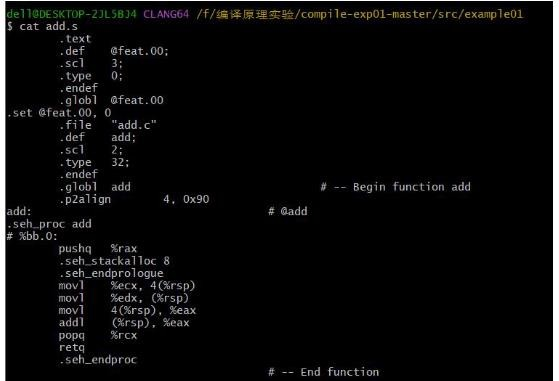 dell@DESKTOP-2JL5BJ4 CLANG64 /f/编译原理实验/compile-exp01-master/src/example01
$ cat add.s
        .text
        .def    @feat.00;
        .scl    3;
        .type   0;
        .endef
        .globl  @feat.00
.set @feat.00, 0
        .file   "add.c"
        .def    add;
        .scl    2;
        .type   32;
        .endef
        .globl  add                             # -- Begin function add
        .p2align        4, 0x90
add:                                    # @add
.seh_proc add
# %bb.0:
        pushq   %rax
        .seh_stackalloc 8
        .seh_endprologue
        movl    %ecx, 4(%rsp)
        movl    %edx, (%rsp)
        movl    4(%rsp), %eax
        addl    (%rsp), %eax
        popq    %rcx
        retq
        .seh_endproc
                                        # -- End function